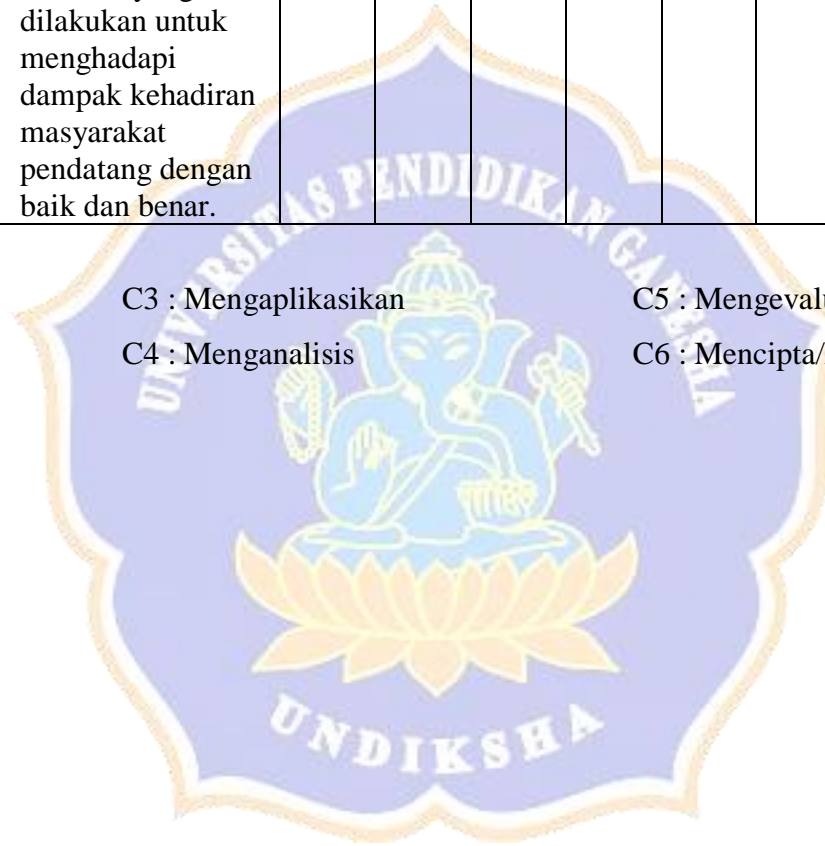 dilakukan untuk
menghadapi
dampak kehadiran
masyarakat
pendatang dengan
baik dan benar.
C3 : Mengaplikasikan
C5 : Mengeval
C4 : Menganalisis
C6 : Mencipta/
UNIVERSITAS PENDIDIKAN GANESHA
UNDIKSHA